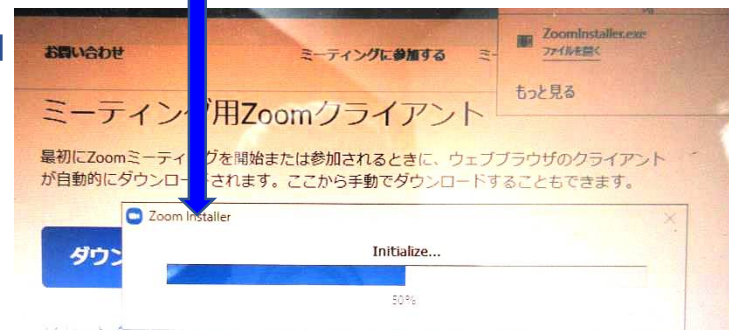 お問い合わせ
ミーティングに参加する
ZoomInstaller.exe
ファイルを開く
もっと見る
ミーティング用Zoomクライアント
最初にZoomミーティングを開始または参加されるときに、ウェブブラウザのクライアント
が自動的にダウンロードされます。ここから手動でダウンロードすることもできます。
Zoom Installer
ダウン
Initialize...
50%